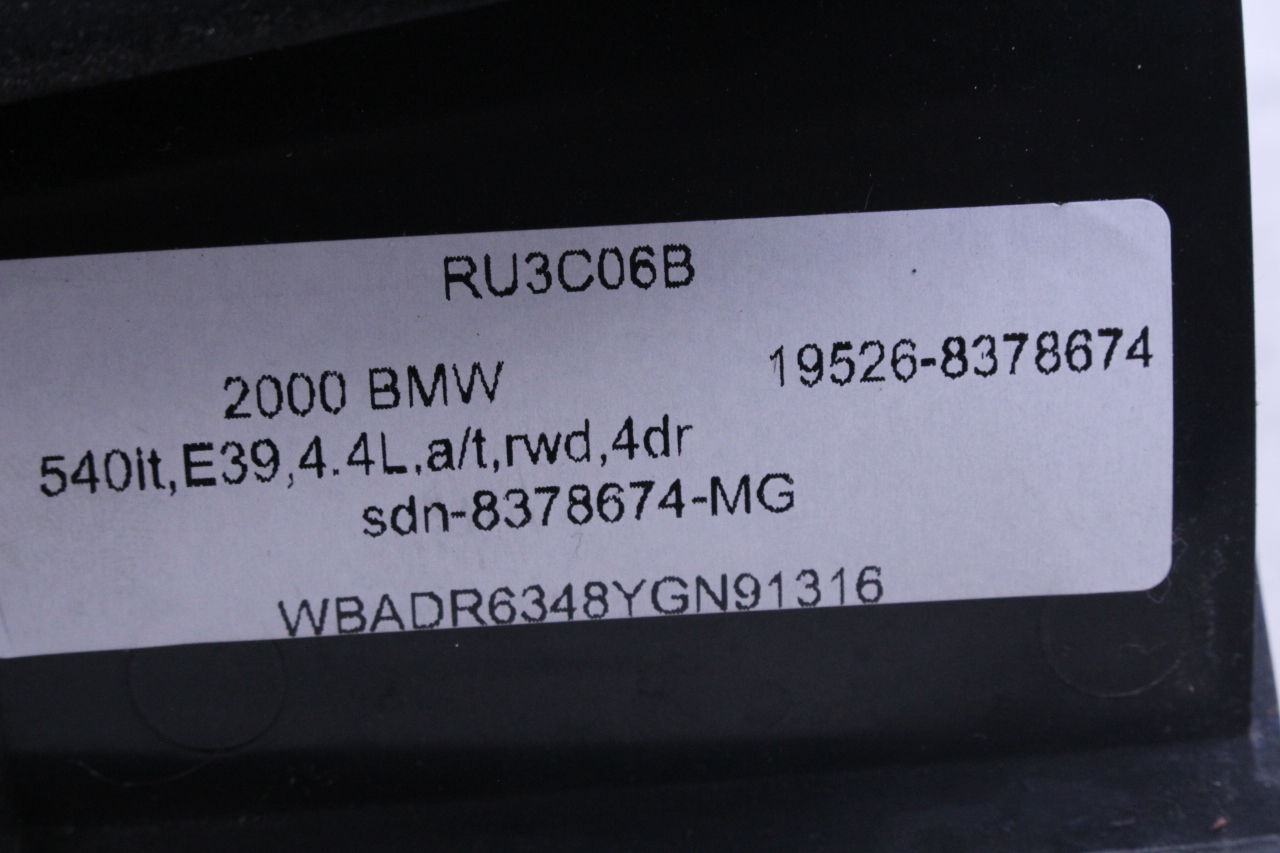 RU3C06B
2000 BMW 19526-8378674
540it,E39,4.4L,a/t,rwd,4dr
sdn-8378674-MG
WBADR6348YGN91316